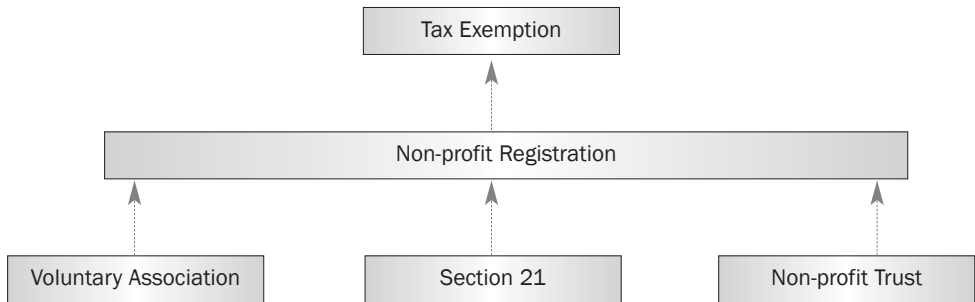 Tax Exemption
Non-profit Registration
Voluntary Association
Section 21
Non-profit Trust